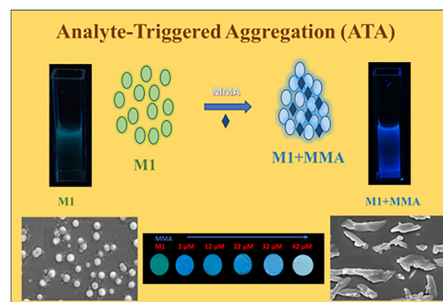 Analyte-Triggered Aggregation (ATA)
MMA
M1
M1+MMA
M1
M1+MMA
MMA
M1 2 µM 12 µM 22 µM 32 µM 42 µM